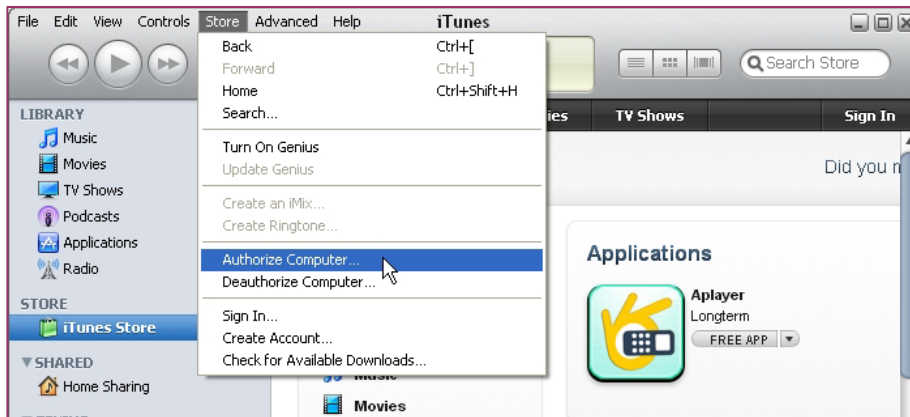 File Edit View Controls Store Advanced Help iTunes
Search Store
LIBRARY
Music
Movies
TV Shows
Podcasts
Applications
Radio
STORE
iTunes Store
SHARED
Home Sharing
Back Ctrl+[
Forward Ctrl+]
Home Ctrl+Shift+H
Search...
Turn On Genius
Update Genius
Create an iMix...
Create Ringtone...
Authorize Computer...
Deauthorize Computer...
Sign In...
Create Account...
Check for Available Downloads...
ies TV Shows Sign In
Did you n
Applications
Aplayer
Longterm
FREE APP
Music
Movies